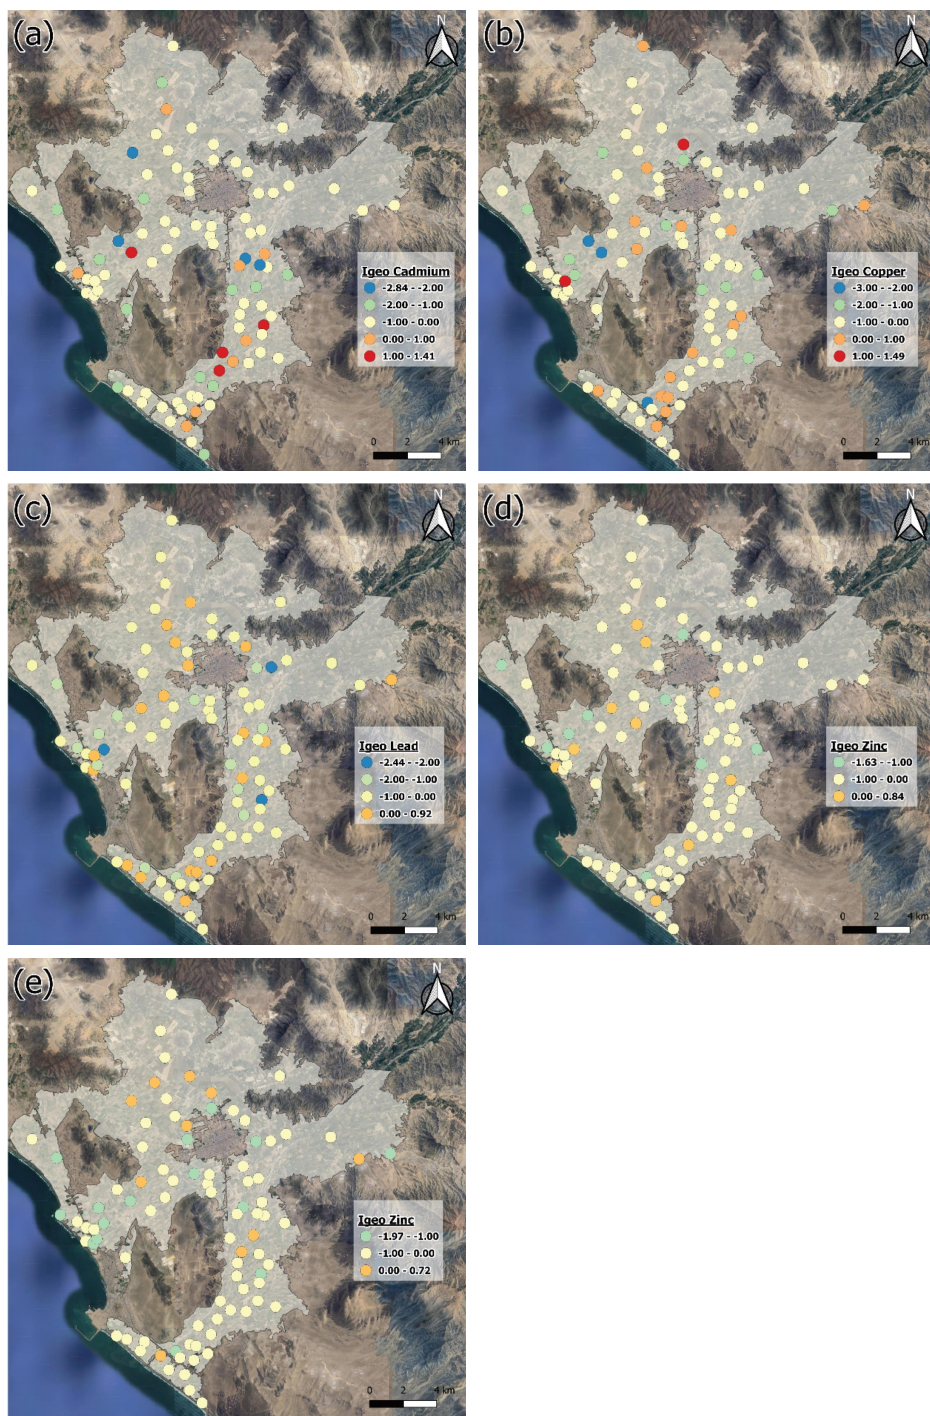 (a)
N
Igeo Cadmium
-2.84 - -2.00
-2.00 - -1.00
-1.00 - 0.00
0.00 - 1.00
1.00 - 1.41
0 2 4 km
(b)
N
Igeo Copper
-3.00 - -2.00
-2.00 - -1.00
-1.00 - 0.00
0.00 - 1.00
1.00 - 1.49
0 2 4 km
(c)
N
Igeo Lead
-2.44 - -2.00
-2.00 - -1.00
-1.00 - 0.00
0.00 - 0.92
0 2 4 km
(d)
N
Igeo Zinc
-1.63 - -1.00
-1.00 - 0.00
0.00 - 0.84
0 2 4 km
(e)
N
Igeo Zinc
-1.97 - -1.00
-1.00 - 0.00
0.00 - 0.72
0 2 4 km